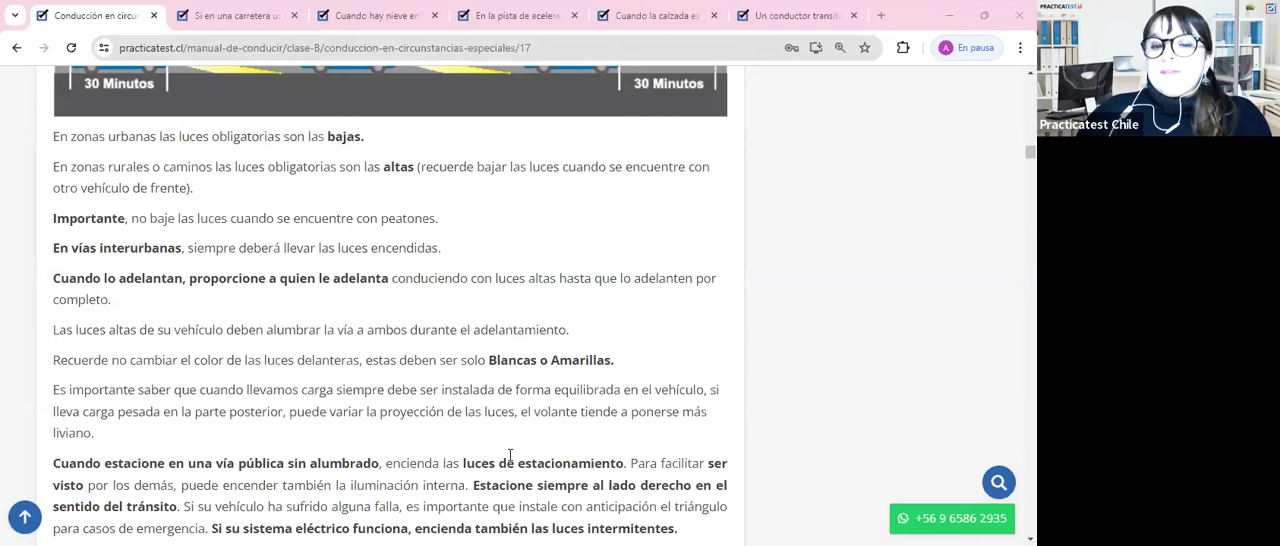 Conducción en circun
Si en una carretera us
Cuando hay nieve en
En la pista de acelera
Cuando la calzada es
Un conductor transit
practicatest.cl/manual-de-conducir/clase-B/conduccion-en-circunstancias-especiales/17
A En pausa
PRACTICATEST.cl
Practicatest Chile
30 Minutos
30 Minutos
En zonas urbanas las luces obligatorias son las bajas.
En zonas rurales o caminos las luces obligatorias son las altas (recuerde bajar las luces cuando se encuentre con
otro vehículo de frente).
Importante, no baje las luces cuando se encuentre con peatones.
En vías interurbanas, siempre deberá llevar las luces encendidas.
Cuando lo adelantan, proporcione a quien le adelanta conduciendo con luces altas hasta que lo adelanten por
completo.
Las luces altas de su vehículo deben alumbrar la vía a ambos durante el adelantamiento.
Recuerde no cambiar el color de las luces delanteras, estas deben ser solo Blancas o Amarillas.
Es importante saber que cuando llevamos carga siempre debe ser instalada de forma equilibrada en el vehículo, si
lleva carga pesada en la parte posterior, puede variar la proyección de las luces, el volante tiende a ponerse más
liviano.
Cuando estacione en una vía pública sin alumbrado, encienda las luces de estacionamiento. Para facilitar ser
visto por los demás, puede encender también la iluminación interna. Estacione siempre al lado derecho en el
sentido del tránsito. Si su vehículo ha sufrido alguna falla, es importante que instale con anticipación el triángulo
para casos de emergencia. Si el sistema eléctrico funciona, encienda también las luces intermitentes.
+56 9 6586 2935